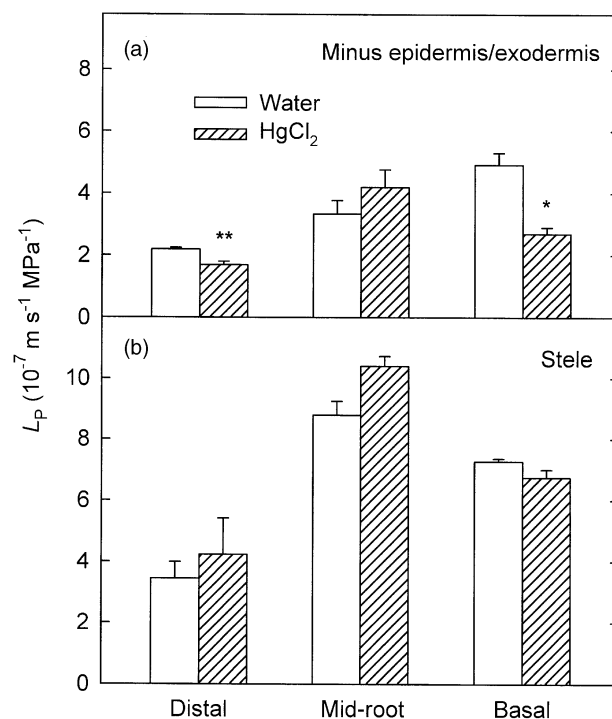 (a)
Minus epidermis/exodermis
Water
HgCl₂
8
6
4
2
0
** 
*
(b)
Stele
10
8
6
4
2
0
L_P (10⁻⁷ m s⁻¹ MPa⁻¹)
Distal Mid-root Basal